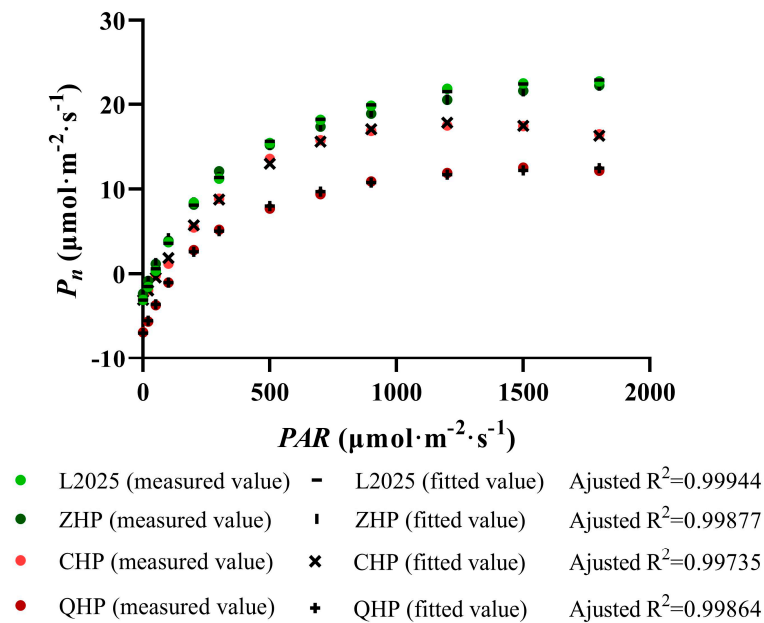 30
20
10
0
-10
Pn (μmol·m-2·s-1)
0 500 1000 1500 2000
PAR (μmol·m-2·s-1)
L2025 (measured value) L2025 (fitted value) Ajusted R2=0.99944
ZHP (measured value) ZHP (fitted value) Ajusted R2=0.99877
CHP (measured value) CHP (fitted value) Ajusted R2=0.99735
QHP (measured value) QHP (fitted value) Ajusted R2=0.99864